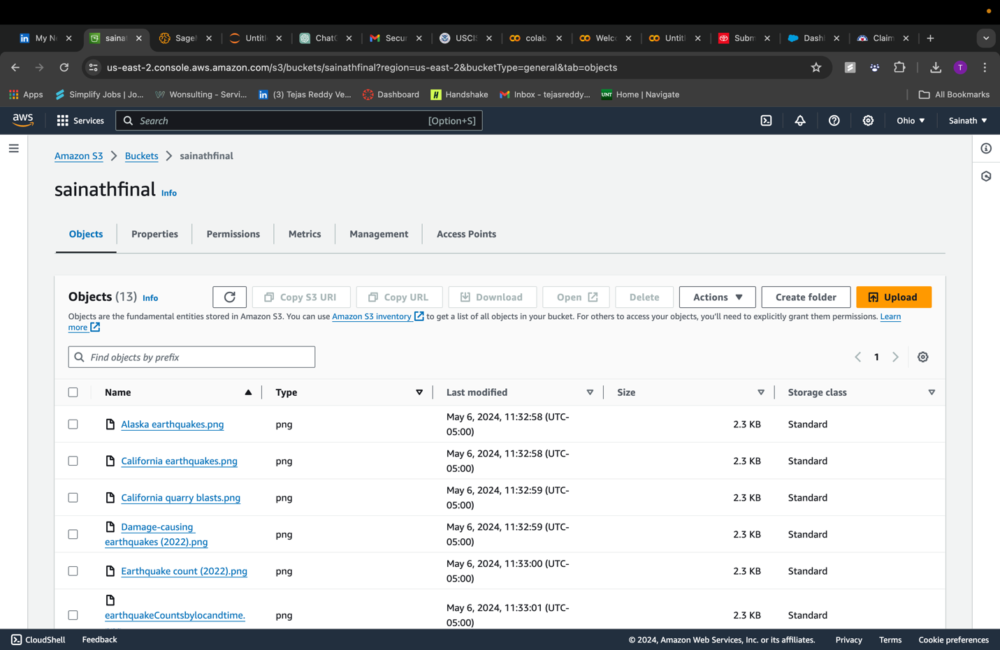 My N
sainat
SageM
Untitl
ChatG
Secur
USCIS
colab
Welco
Untitl
Subm
Dashl
Claim
us-east-2.console.aws.amazon.com/s3/buckets/sainathfinal?region=us-east-2&bucketType=general&tab=objects
T
Apps
Simplify Jobs | Jo...
Wonsulting - Servi...
(3) Tejas Reddy Ve...
Dashboard
Handshake
Inbox - tejasreddy...
UNT Home | Navigate
All Bookmarks
aws
Services
Search
[Option+S]
Ohio
Sainath
Amazon S3
Buckets
sainathfinal
sainathfinal Info
Objects
Properties
Permissions
Metrics
Management
Access Points
Objects (13) Info
Copy S3 URI
Copy URL
Download
Open
Delete
Actions
Create folder
Upload
Objects are the fundamental entities stored in Amazon S3. You can use Amazon S3 inventory to get a list of all objects in your bucket. For others to access your objects, you'll need to explicitly grant them permissions. Learn
more
Find objects by prefix
1
Name
Type
Last modified
Size
Storage class
Alaska earthquakes.png
png
May 6, 2024, 11:32:58 (UTC-
05:00)
2.3 KB
Standard
California earthquakes.png
png
May 6, 2024, 11:32:58 (UTC-
05:00)
2.3 KB
Standard
California quarry blasts.png
png
May 6, 2024, 11:32:59 (UTC-
05:00)
2.3 KB
Standard
Damage-causing
earthquakes (2022).png
png
May 6, 2024, 11:32:59 (UTC-
05:00)
2.3 KB
Standard
Earthquake count (2022).png
png
May 6, 2024, 11:33:00 (UTC-
05:00)
2.3 KB
Standard
earthquakeCountsbylocandtime.
png
May 6, 2024, 11:33:01 (UTC-
05:00)
2.3 KB
Standard
CloudShell
Feedback
© 2024, Amazon Web Services, Inc. or its affiliates.
Privacy
Terms
Cookie preferences